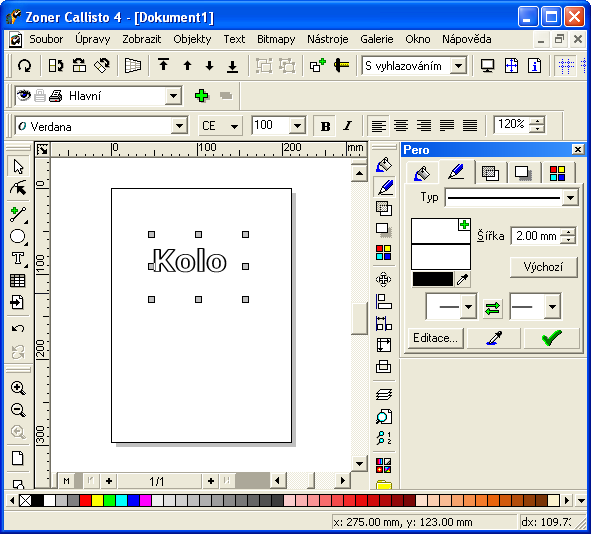 Zoner Callisto 4 - [Dokument1]
Soubor Úpravy Zobrazit Objekty Text Bitmapy Nástroje Galerie Okno Nápověda
S vyhlazováním
Hlavní
O Verdana CE 100 B I 120%
0 100 200 mm
0
100
200
300
Kolo
Pero
Typ
Šířka 2.00 mm
Výchozí
Editace...
M 1/1
x: 275.00 mm, y: 123.00 mm dx: 109.7